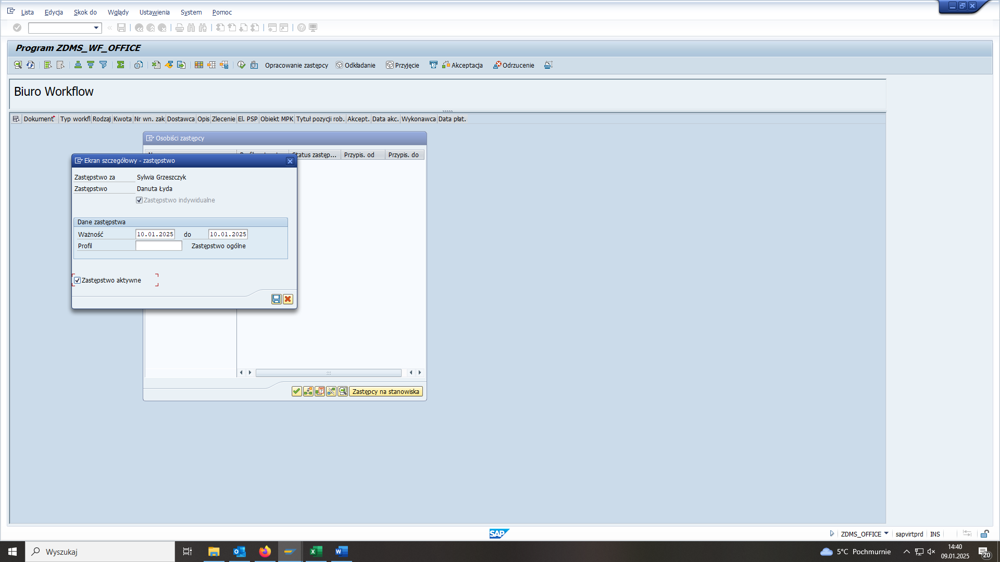 Lista Edycja Skok do Wglądy Ustawienia System Pomoc
Program ZDMS_WF_OFFICE
Opracowanie zastępcy Odkładanie Przyjęcie Akceptacja Odrzucenie
Biuro Workflow
Dokument Typ workfl Rodzaj Kwota Nr wn. zak Dostawca Opis Zlecenie El. PSP Obiekt MPK Tytuł pozycji rob. Akcept. Data akc. Wykonawca Data płat.
Osobiści zastępcy
Status zastęp... Przypis. od Przypis. do
Ekran szczegółowy - zastępstwo
Zastępstwo za Sylwia Grzeszczyk
Zastępstwo Danuta Łyda
Zastępstwo indywidualne
Dane zastępstwa
Ważność 10.01.2025 do 10.01.2025
Profil Zastępstwo ogólne
Zastępstwo aktywne
Zastępcy na stanowiska
SAP
ZDMS_OFFICE sapvirtprd INS
Wyszukaj
5°C Pochmurnie
14:40
09.01.2025
20